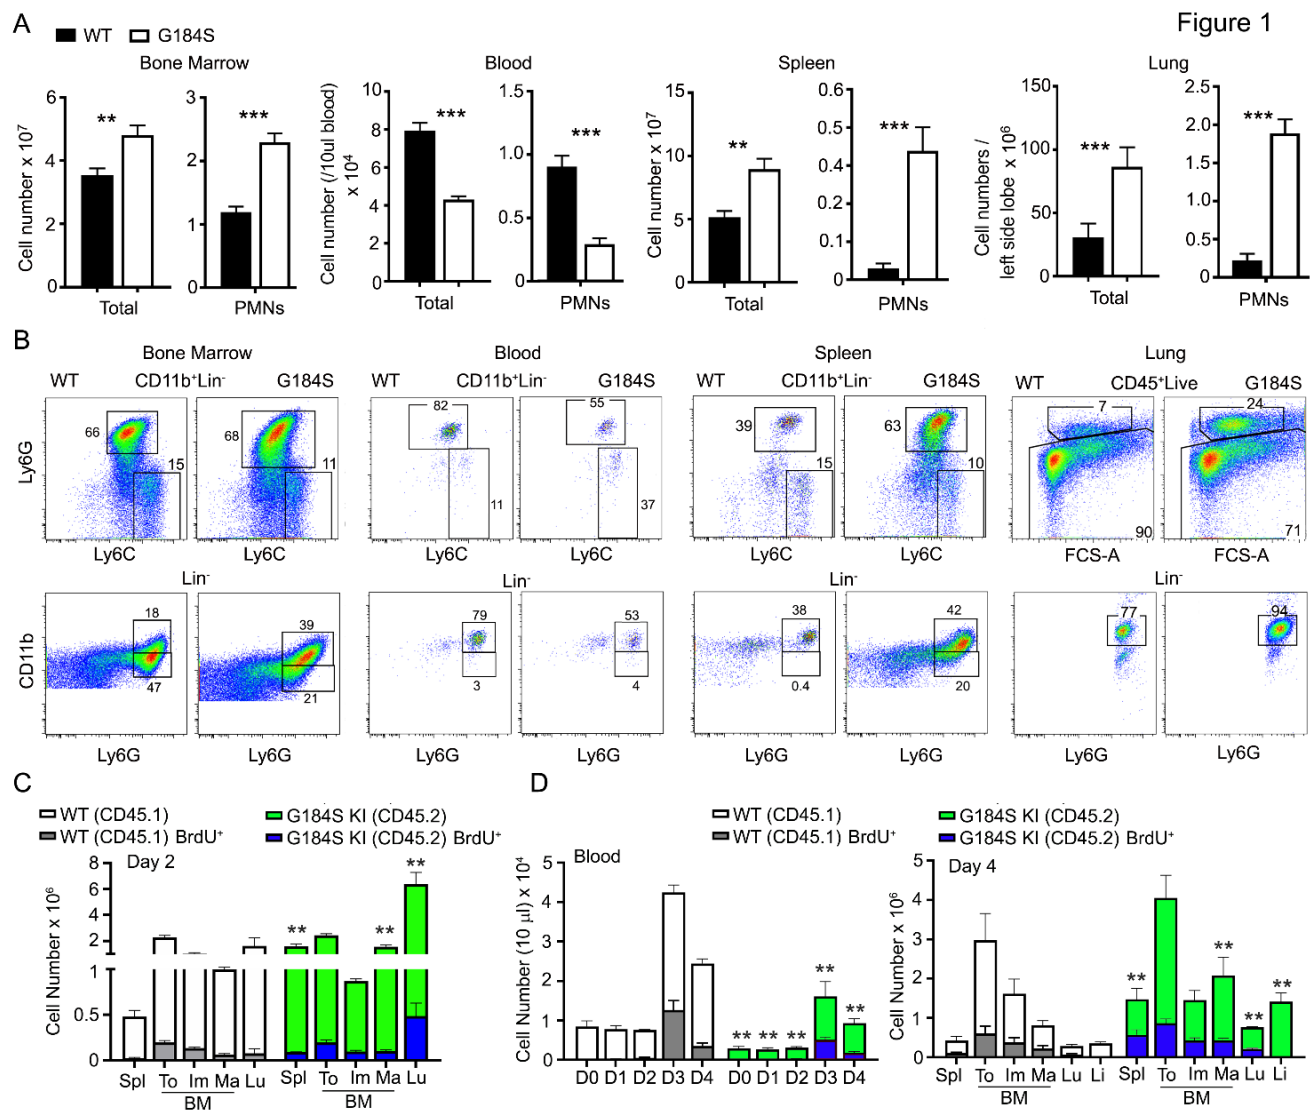 Figure 1
A
WT G184S
Bone Marrow Blood Spleen Lung
Cell number x 10⁷
6
4
2
0
Total
**
3
2
1
0
PMNs
***
Cell number (/10ul blood)
x 10⁴
10
8
6
4
2
0
Total
***
1.5
1.0
0.5
0
PMNs
***
Cell number x 10⁷
15
10
5
0
Total
**
0.6
0.5
0.4
0.2
0.1
0
PMNs
***
Cell numbers /
left side lobe x 10⁶
150
100
50
0
Total
***
2.5
2.0
1.5
1.0
0.5
0.0
PMNs
***
B
Bone Marrow Blood Spleen Lung
WT CD11b⁺Lin⁻ G184S
WT CD11b⁺Lin⁻ G184S
WT CD11b⁺Lin⁻ G184S
WT CD45⁺Live G184S
Ly6G
66 15
68 11
82 11
55 37
39 15
63 10
7 90
24 71
Ly6C Ly6C Ly6C Ly6C Ly6C Ly6C FCS-A FCS-A
Lin⁻ Lin⁻ Lin⁻ Lin⁻
CD11b
18 47
39 21
79 3
53 4
38 0.4
42 20
77
94
Ly6G Ly6G Ly6G Ly6G Ly6G Ly6G Ly6G Ly6G
C
WT (CD45.1)
WT (CD45.1) BrdU⁺
G184S KI (CD45.2)
G184S KI (CD45.2) BrdU⁺
Day 2
Cell Number x 10⁶
8
6
4
2
1
0.5
0
** ** **
Spl To Im Ma Lu Spl To Im Ma Lu
BM BM
D
WT (CD45.1)
WT (CD45.1) BrdU⁺
G184S KI (CD45.2)
G184S KI (CD45.2) BrdU⁺
Blood
Cell Number (10 µl) x 10⁴
5
4
3
2
1
0
** ** ** ** **
D0 D1 D2 D3 D4 D0 D1 D2 D3 D4
Day 4
Cell Number x 10⁶
5
4
3
2
1
0
** ** ** **
Spl To Im Ma Lu Li Spl To Im Ma Lu Li
BM BM